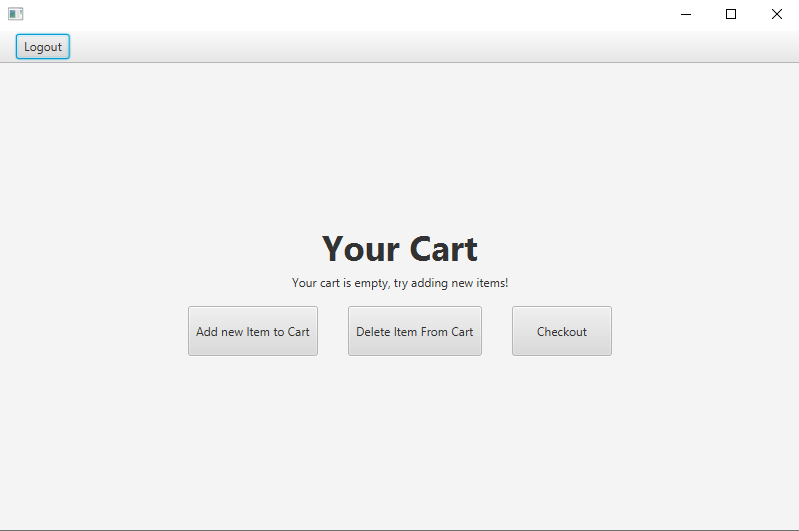 Logout
Your Cart
Your cart is empty, try adding new items!
Add new Item to Cart
Delete Item From Cart
Checkout